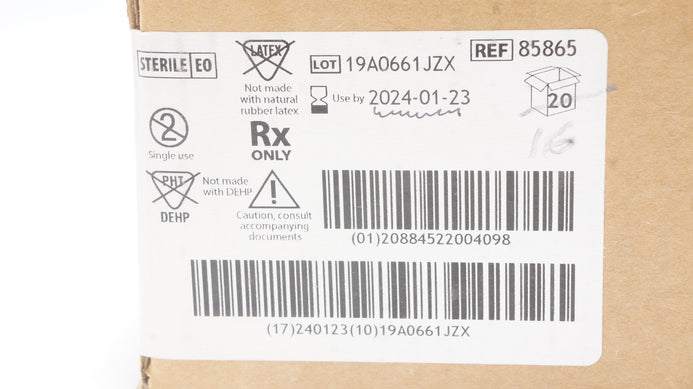 STERILE EO
LATEX
Not made
with natural
rubber latex
LOT 19A0661JZX
Use by 2024-01-23
REF 85865
20
16
2
Single use
Rx
ONLY
PHT
DEHP
Not made
with DEHP
Caution, consult
accompanying
documents
(01)20884522004098
(17)240123(10)19A0661JZX